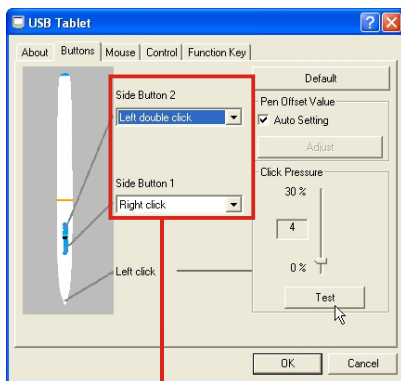 USB Tablet
About Buttons Mouse Control Function Key
Default
Side Button 2
Left double click
Pen Offset Value
Auto Setting
Adjust
Side Button 1
Right click
Click Pressure
30 %
4
0 %
Left click
Test
OK Cancel